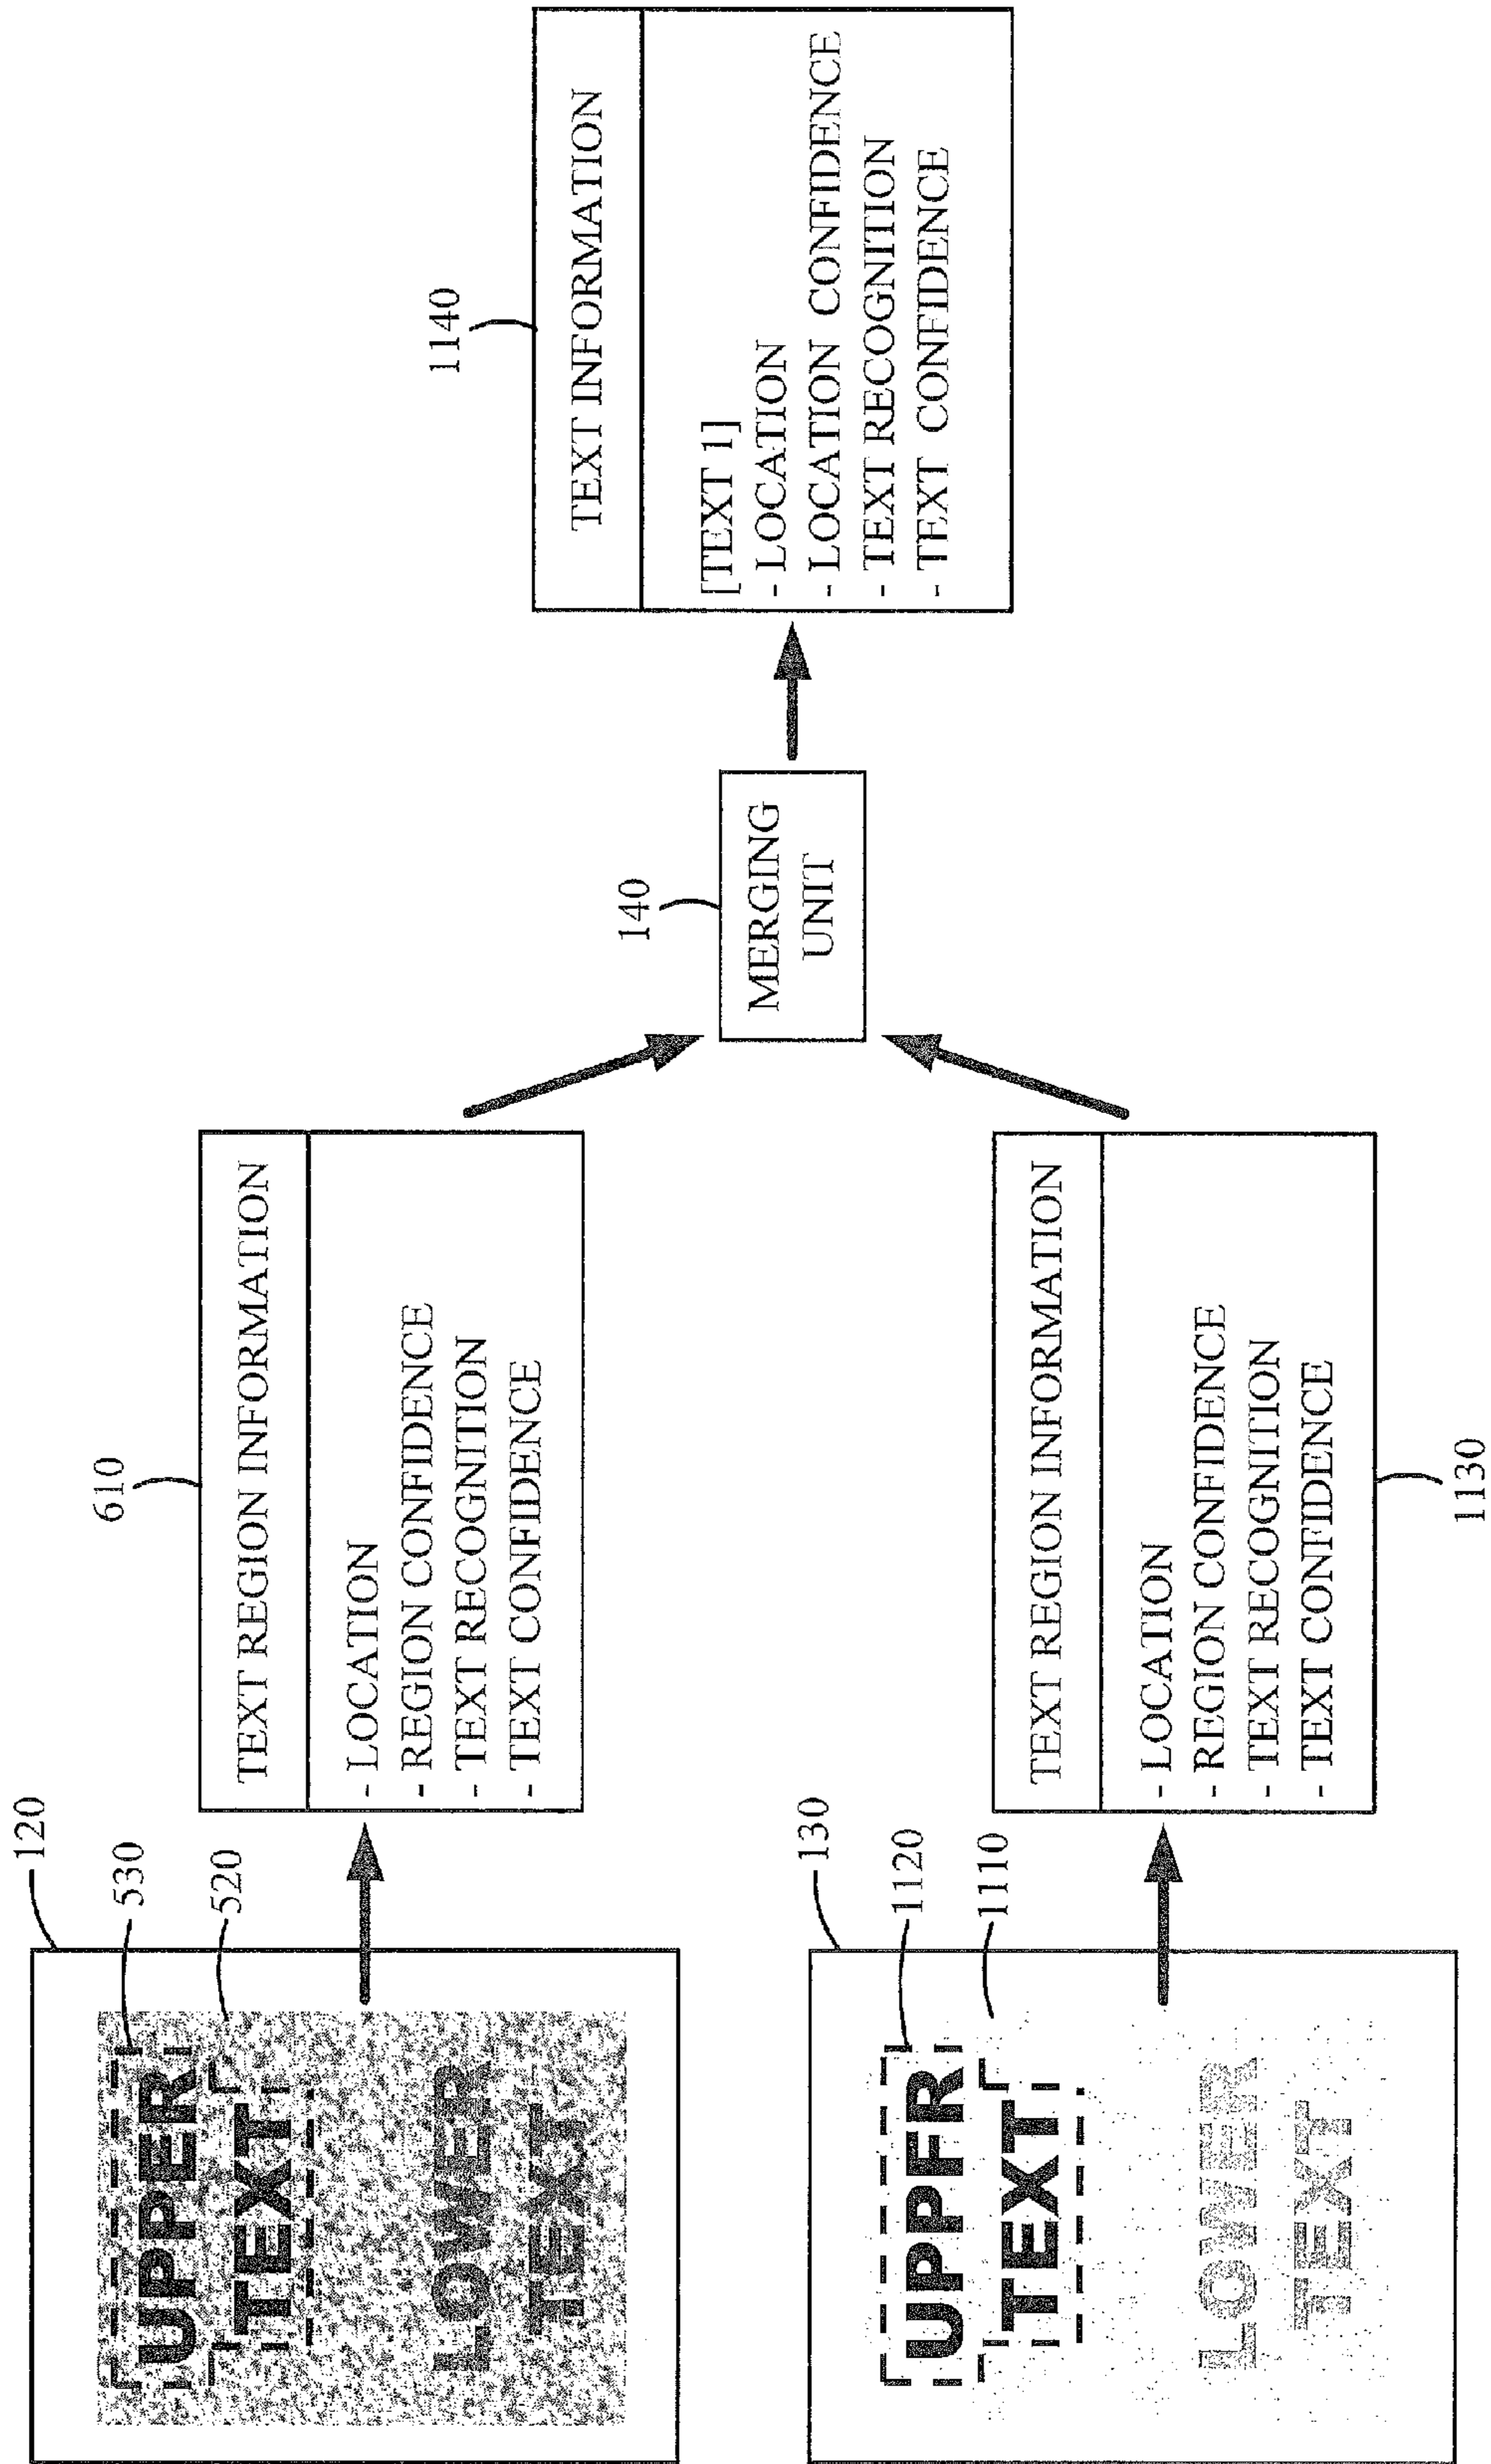 120
530
520
UPPER
TEXT
LOWER
TEXT
610
TEXT REGION INFORMATION
- LOCATION
- REGION CONFIDENCE
- TEXT RECOGNITION
- TEXT CONFIDENCE
130
1120
1110
UPPFR
TEXT
LOWER
TEXT
TEXT REGION INFORMATION
- LOCATION
- REGION CONFIDENCE
- TEXT RECOGNITION
- TEXT CONFIDENCE
1130
140
MERGING
UNIT
1140
TEXT INFORMATION
[TEXT 1]
- LOCATION
- LOCATION CONFIDENCE
- TEXT RECOGNITION
- TEXT CONFIDENCE